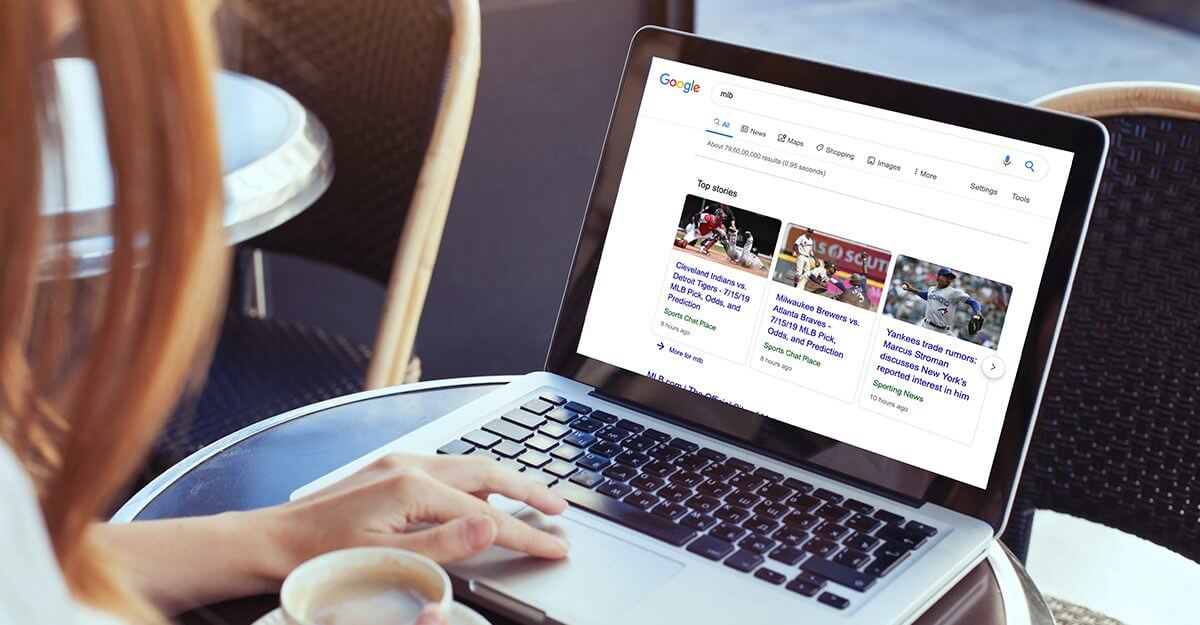 Google
mlb
All News Maps Shopping Images More Settings Tools
About 79,60,00,000 results (0.95 seconds)
Top stories
Cleveland Indians vs.
Detroit Tigers - 7/15/19
MLB Pick, Odds, and
Prediction
Sports Chat Place
8 hours ago
Milwaukee Brewers vs.
Atlanta Braves -
7/15/19 MLB Pick,
Odds, and Prediction
Sports Chat Place
8 hours ago
Yankees trade rumors:
Marcus Stroman
discusses New York's
reported interest in him
Sporting News
10 hours ago
More for mlb
MLB.com | The Official